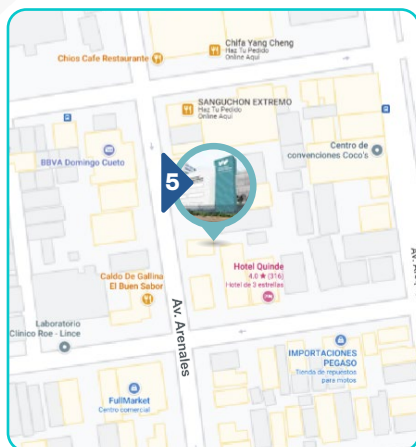 Chifa Yang Cheng
Haz Tu Pedido
Online Aquí
Chios Cafe Restaurante
SANGUCHON EXTREMO
Haz Tu Pedido
Online Aquí
BBVA Domingo Cueto
Centro de
convenciones Coco's
5
Hotel Quinde
4.0 ★ (316)
Hotel de 3 estrellas
Caldo De Gallina
El Buen Sabor
Av. Arenales
Laboratorio
Clínico Roe - Lince
IMPORTACIONES
PEGASO
Tienda de repuestos
para motos
FullMarket
Centro comercial